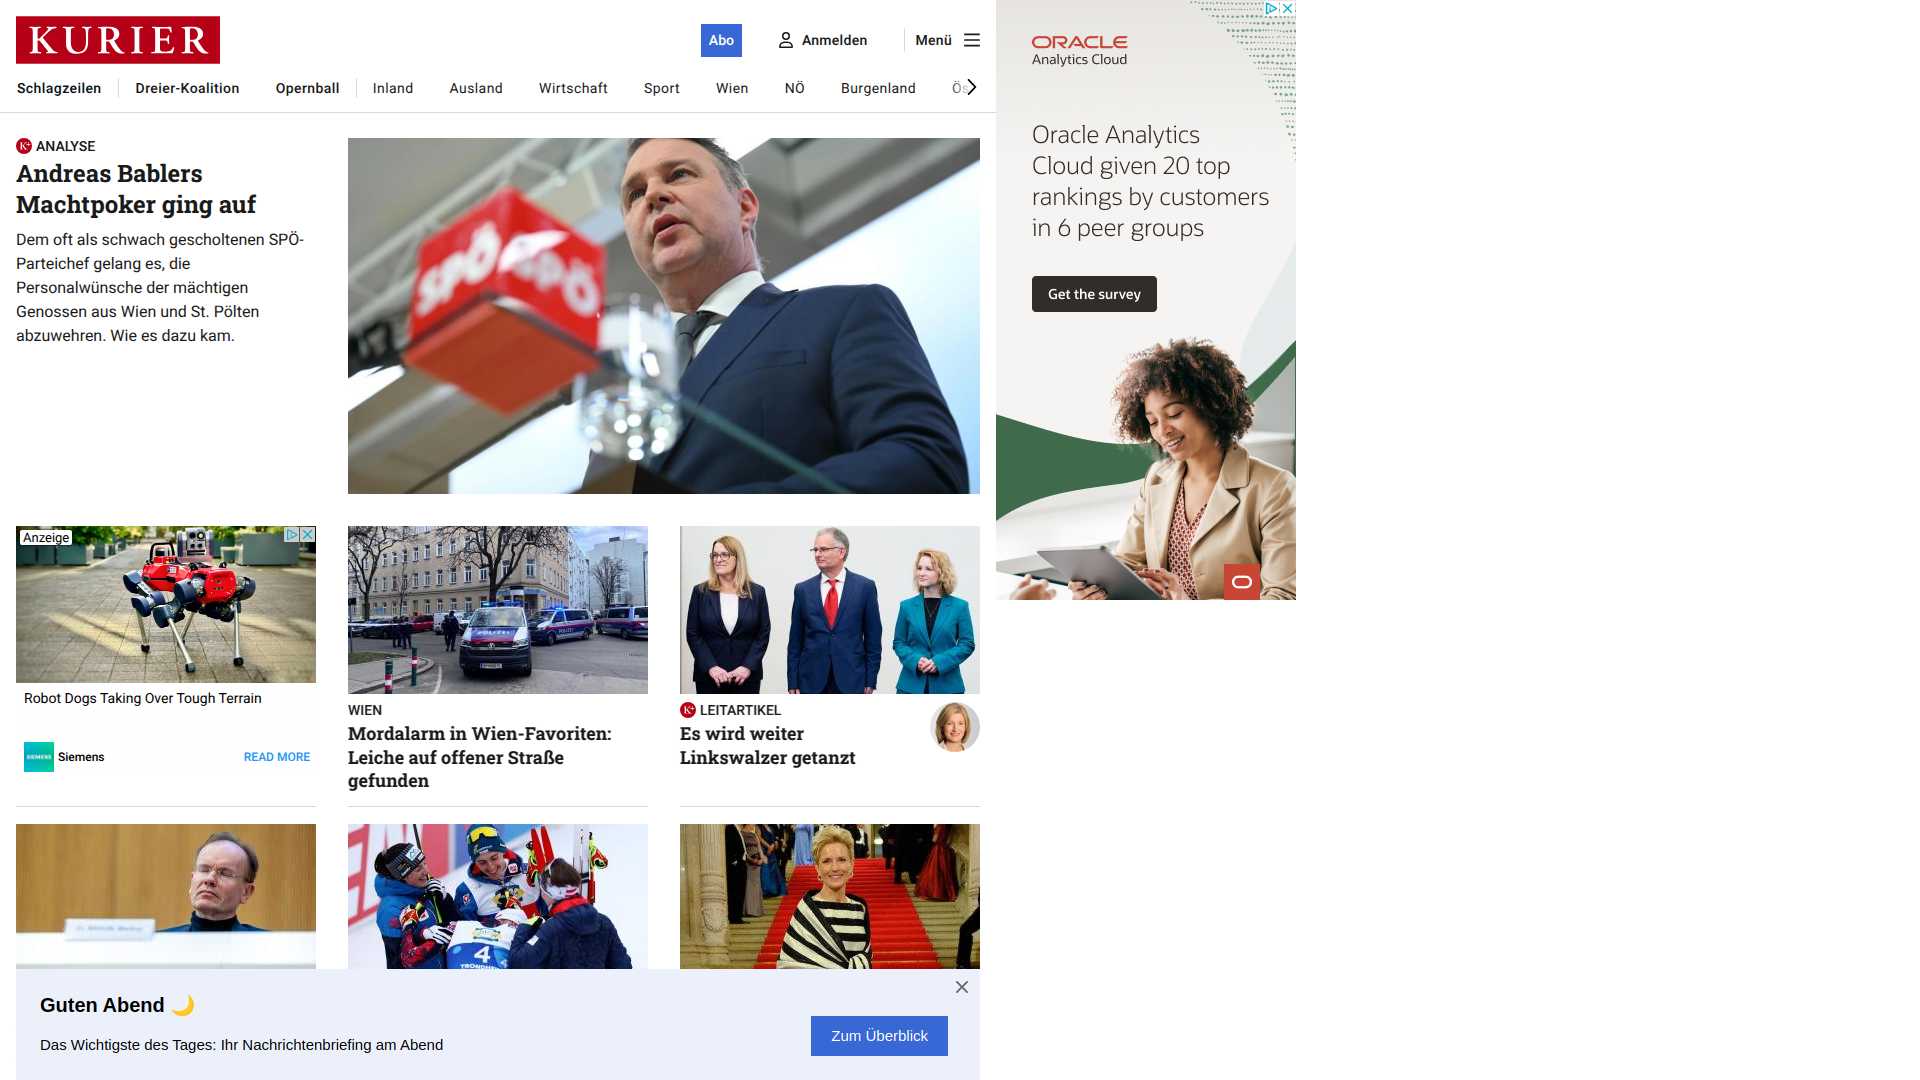 KURIER
Abo
Anmelden
Menü
Schlagzeilen
Dreier-Koalition
Opernball
Inland
Ausland
Wirtschaft
Sport
Wien
NÖ
Burgenland
ANALYSE
Andreas Bablers
Machtpoker ging auf
Dem oft als schwach gescholtenen SPÖ-
Parteichef gelang es, die
Personalwünsche der mächtigen
Genossen aus Wien und St. Pölten
abzuwehren. Wie es dazu kam.
SPÖ SPÖ
ORACLE
Analytics Cloud
Oracle Analytics
Cloud given 20 top
rankings by customers
in 6 peer groups
Get the survey
Anzeige
Robot Dogs Taking Over Tough Terrain
SIEMENS
Siemens
READ MORE
POLIZEI
WIEN
Mordalarm in Wien-Favoriten:
Leiche auf offener Straße
gefunden
K+ LEITARTIKEL
Es wird weiter
Linkswalzer getanzt
4
Guten Abend 🌙
Das Wichtigste des Tages: Ihr Nachrichtenbriefing am Abend
Zum Überblick